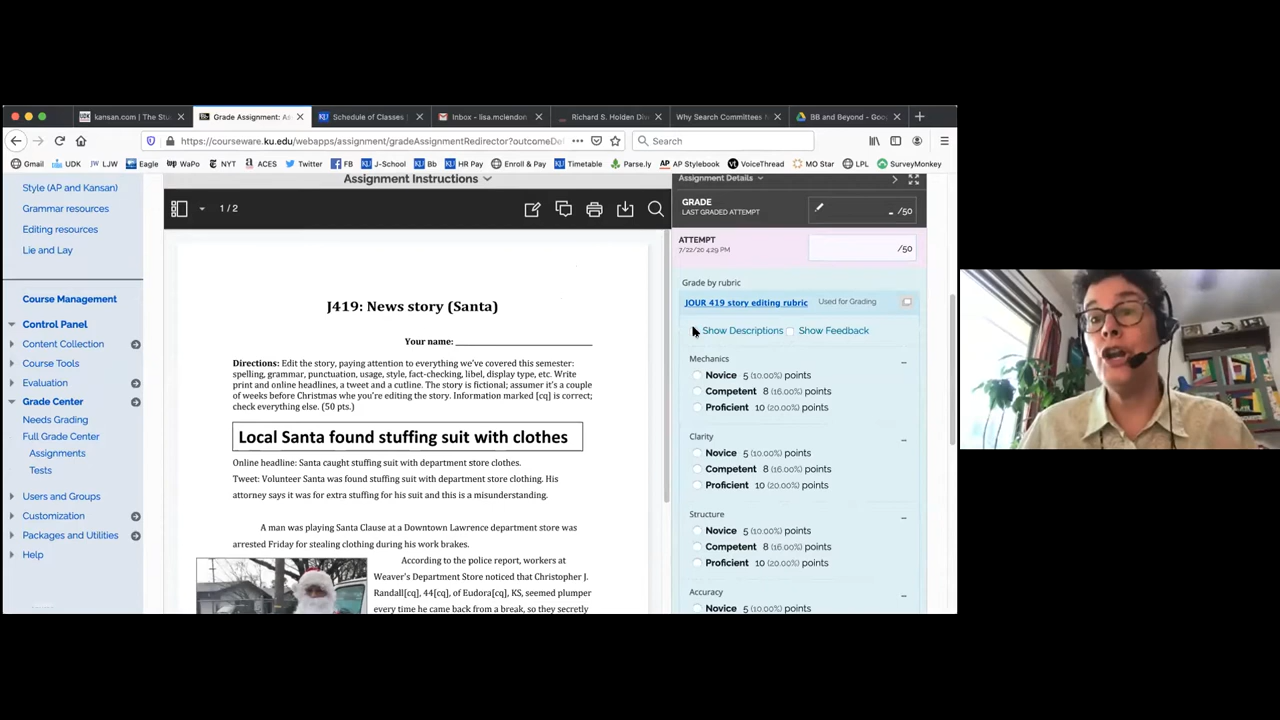 kansan.com | The Stu
Grade Assignment: A
Schedule of Classes
Inbox - lisa.mclendon
Richard S. Holden Div
Why Search Committees
BB and Beyond - Goo
https://courseware.ku.edu/webapps/assignment/gradeAssignmentRedirector?outcomeDe
Search
Gmail
UDK
LJW
Eagle
WaPo
NYT
ACES
Twitter
FB
J-School
Bb
HR Pay
Enroll & Pay
Timetable
Parse.ly
AP Stylebook
VoiceThread
MO Star
LPL
SurveyMonkey
Style (AP and Kansan)
Grammar resources
Editing resources
Lie and Lay
Course Management
Control Panel
Content Collection
Course Tools
Evaluation
Grade Center
Needs Grading
Full Grade Center
Assignments
Tests
Users and Groups
Customization
Packages and Utilities
Help
Assignment Instructions
1 / 2
J419: News story (Santa)
Your name:
Directions: Edit the story, paying attention to everything we've covered this semester:
spelling, grammar, punctuation, usage, style, fact-checking, libel, display type, etc. Write
print and online headlines, a tweet and a cutline. The story is fictional; assumer it's a couple
of weeks before Christmas whe you're editing the story. Information marked [cq] is correct;
check everything else. (50 pts.)
Local Santa found stuffing suit with clothes
Online headline: Santa caught stuffing suit with department store clothes.
Tweet: Volunteer Santa was found stuffing suit with department store clothing. His
attorney says it was for extra stuffing for his suit and this is a misunderstanding.
A man was playing Santa Clause at a Downtown Lawrence department store was
arrested Friday for stealing clothing during his work brakes.
According to the police report, workers at
Weaver's Department Store noticed that Christopher J.
Randall[cq], 44[cq], of Eudora[cq], KS, seemed plumper
every time he came back from a break, so they secretly
Assignment Details
GRADE
LAST GRADED ATTEMPT
- /50
ATTEMPT
7/22/20 4:29 PM
/50
Grade by rubric
JOUR 419 story editing rubric
Used for Grading
Show Descriptions
Show Feedback
Mechanics
Novice 5 (10.00%) points
Competent 8 (16.00%) points
Proficient 10 (20.00%) points
Clarity
Novice 5 (10.00%) points
Competent 8 (16.00%) points
Proficient 10 (20.00%) points
Structure
Novice 5 (10.00%) points
Competent 8 (16.00%) points
Proficient 10 (20.00%) points
Accuracy
Novice 5 (10.00%) points